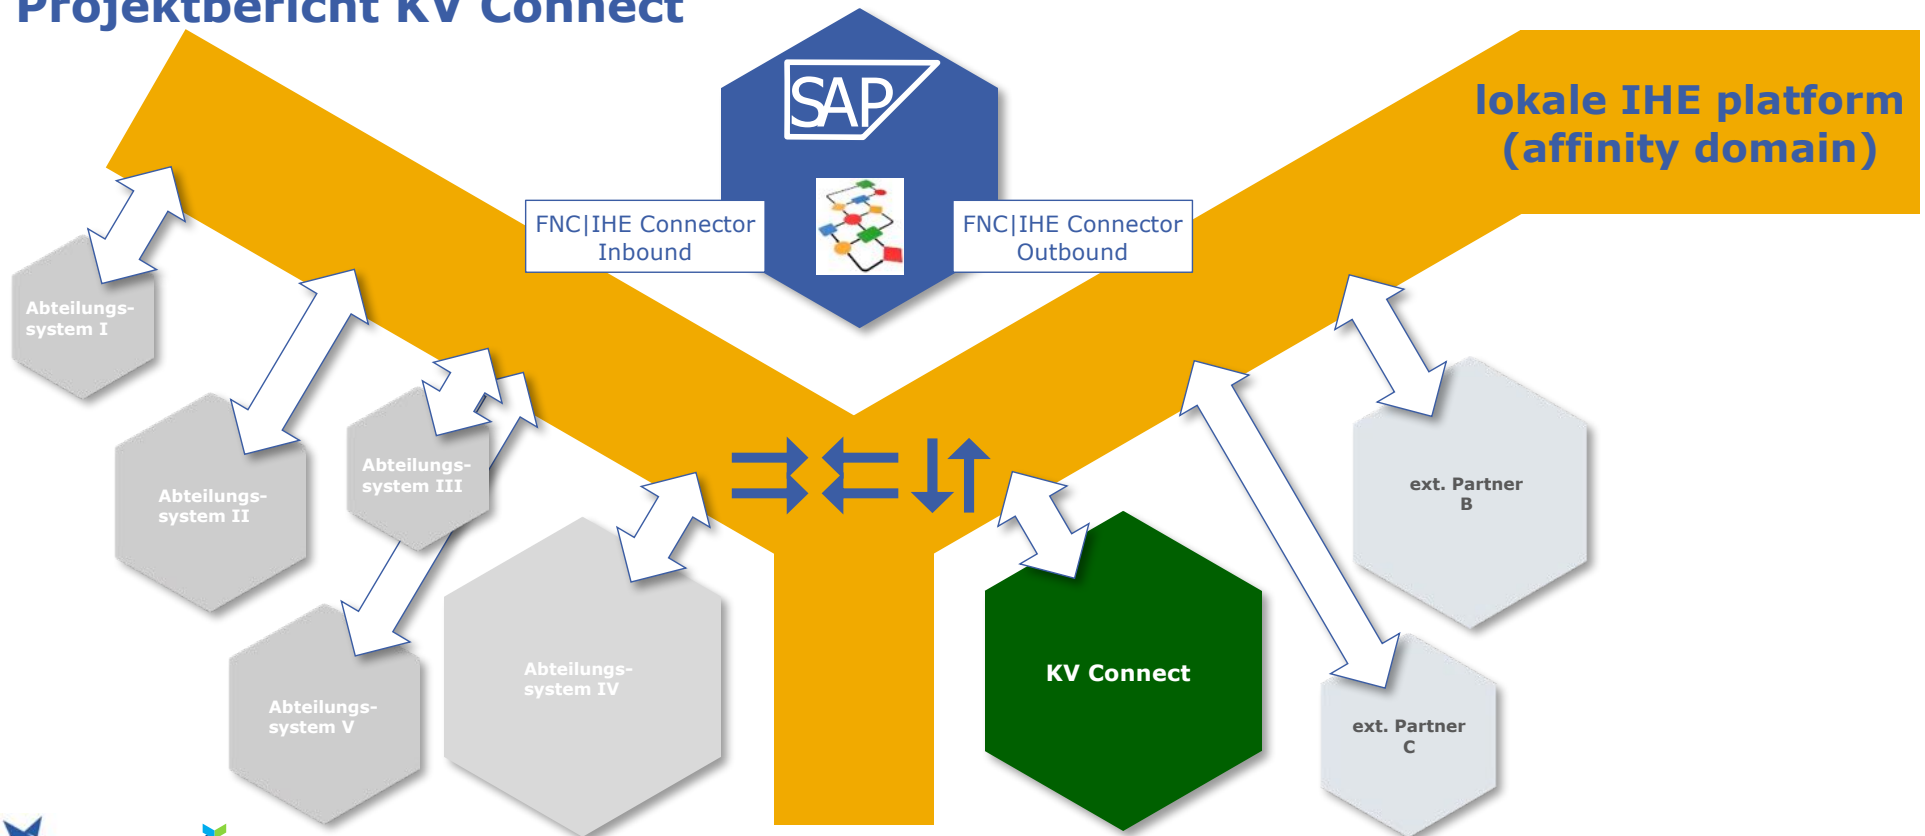 Projektbericht KV Connect
SAP
lokale IHE platform
(affinity domain)
FNC|IHE Connector
Inbound
FNC|IHE Connector
Outbound
Abteilungs-
system I
Abteilungs-
system II
Abteilungs-
system III
Abteilungs-
system IV
Abteilungs-
system V
KV Connect
ext. Partner
B
ext. Partner
C